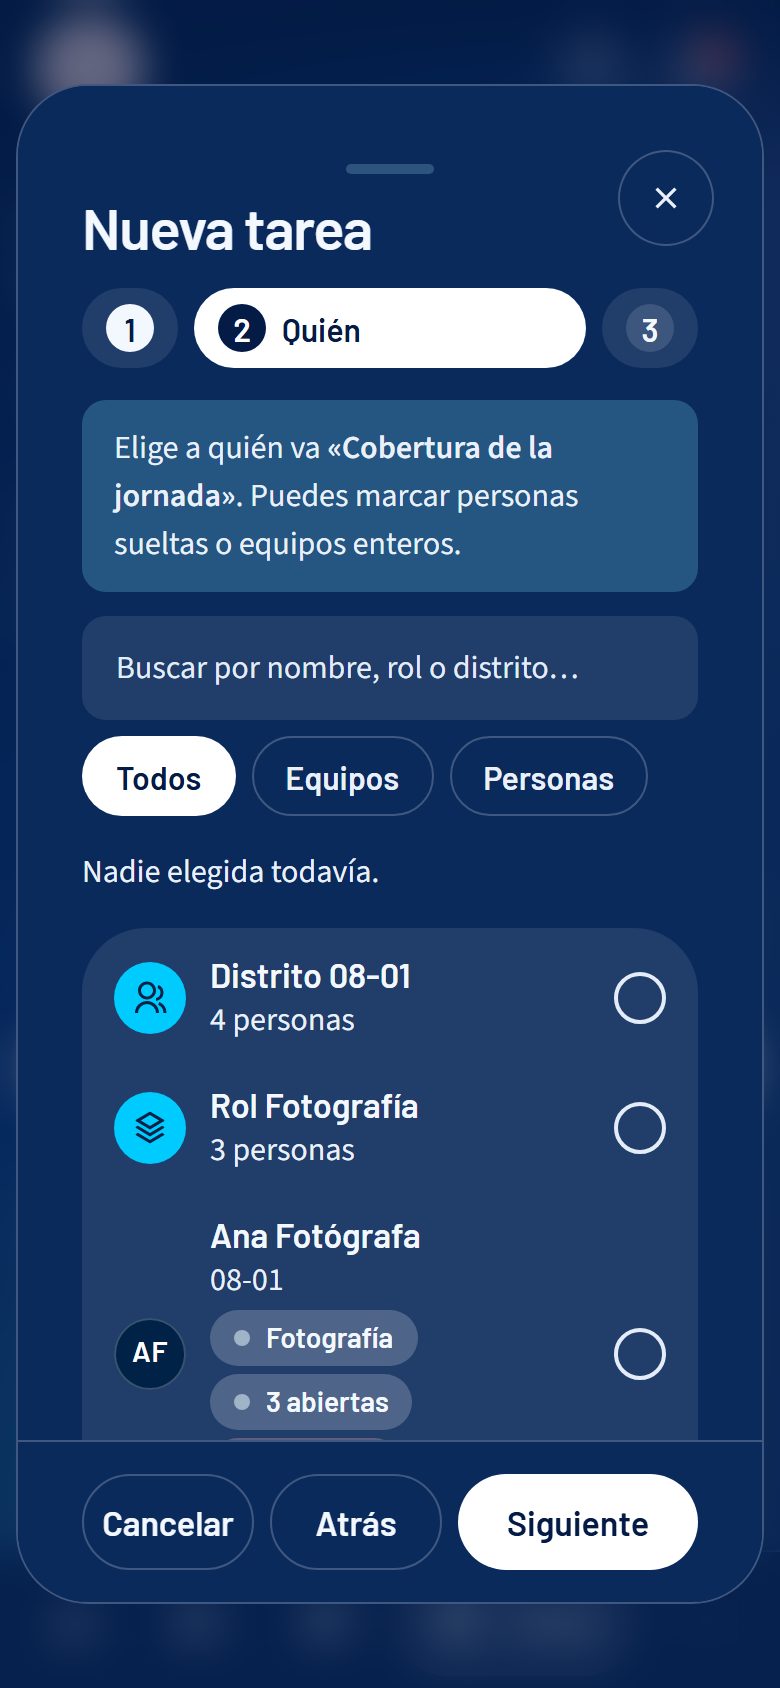 Nueva tarea
1
2 Quién
3
Elige a quién va «Cobertura de la
jornada». Puedes marcar personas
sueltas o equipos enteros.
Buscar por nombre, rol o distrito…
Todos
Equipos
Personas
Nadie elegida todavía.
Distrito 08-01
4 personas
Rol Fotografía
3 personas
Ana Fotógrafa
08-01
AF
Fotografía
3 abiertas
Cancelar
Atrás
Siguiente